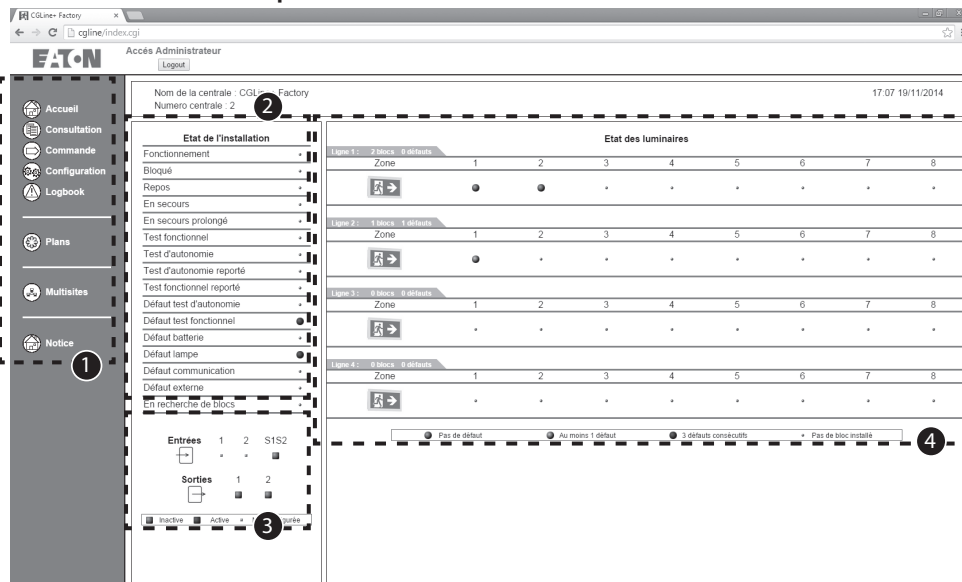 CGLine+ Factory
cgline/index.cgi
EATON
Accés Administrateur
Logout
Nom de la centrale : CGLine+ Factory
Numero centrale : 2
17:07 19/11/2014
Accueil
Consultation
Commande
Configuration
Logbook
Plans
Multisites
Notice
1
2
Etat de l'installation
Fonctionnement
Bloqué
Repos
En secours
En secours prolongé
Test fonctionnel
Test d'autonomie
Test d'autonomie reporté
Test fonctionnel reporté
Défaut test d'autonomie
Défaut test fonctionnel
Défaut batterie
Défaut lampe
Défaut communication
Défaut externe
En recherche de blocs
Entrées 1 2 S1S2
Sorties 1 2
Inactive Active
3
Etat des luminaires
Ligne 1 : 2 blocs 0 défauts
Zone 1 2 3 4 5 6 7 8
Ligne 2 : 1 blocs 1 défauts
Zone 1 2 3 4 5 6 7 8
Ligne 3 : 0 blocs 0 défauts
Zone 1 2 3 4 5 6 7 8
Ligne 4 : 0 blocs 0 défauts
Zone 1 2 3 4 5 6 7 8
Pas de défaut Au moins 1 défaut 3 défauts consécutifs Pas de bloc installé
4